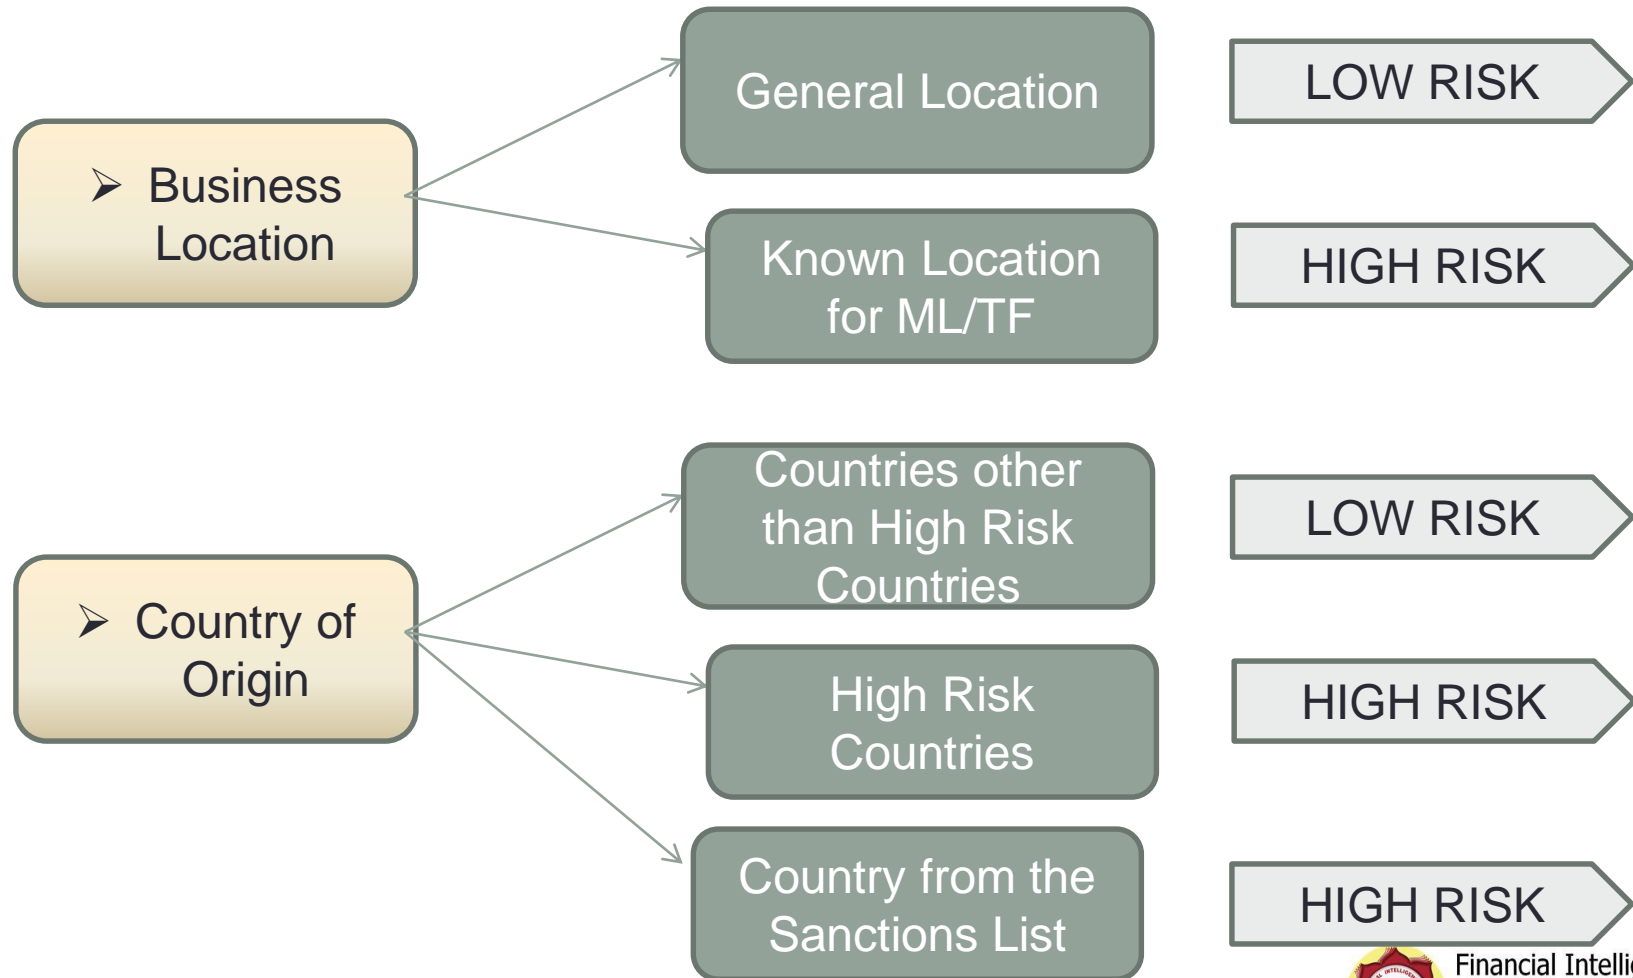 ➢ Business
Location
General Location
LOW RISK
Known Location
for ML/TF
HIGH RISK
➢ Country of
Origin
Countries other
than High Risk
Countries
LOW RISK
High Risk
Countries
HIGH RISK
Country from the
Sanctions List
HIGH RISK
Financial